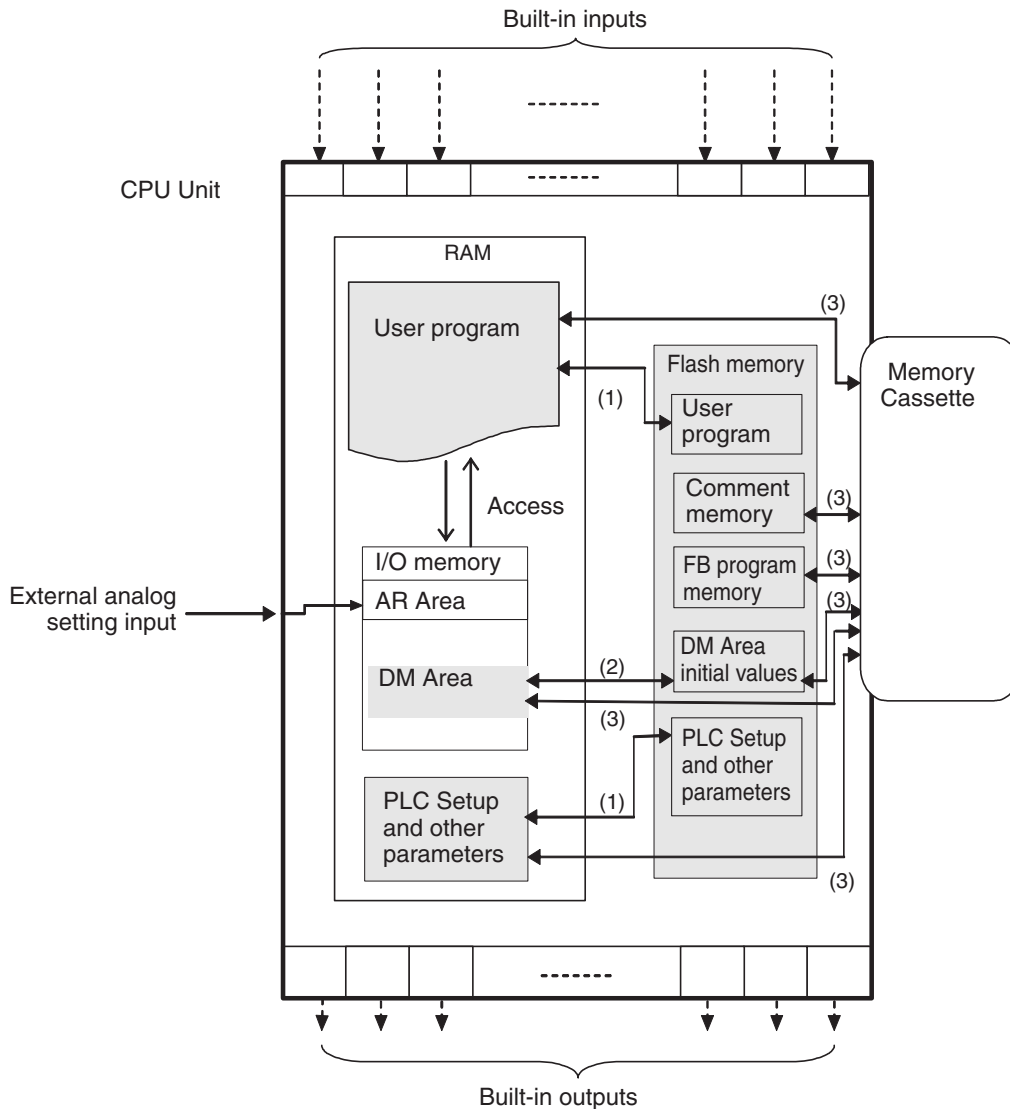 Built-in inputs
CPU Unit
RAM
User program
(3)
Flash memory
Memory
Cassette
(1)
User
program
Access
Comment
memory
(3)
I/O memory
FB program
memory
(3)
External analog
setting input
AR Area
(3)
DM Area
(2)
DM Area
initial values
(3)
PLC Setup
and other
parameters
(1)
PLC Setup
and other
parameters
(3)
Built-in outputs